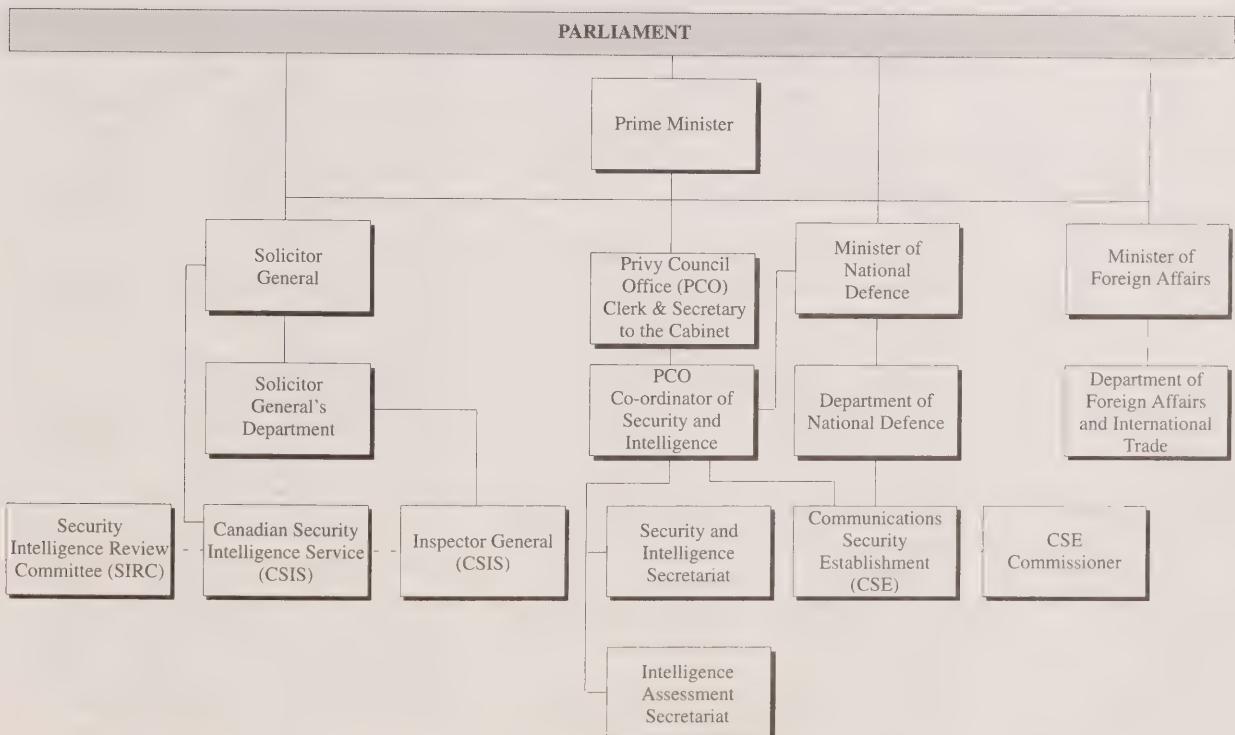 PARLIAMENT
Prime Minister
Solicitor
General
Privy Council
Office (PCO)
Clerk & Secretary
to the Cabinet
Minister of
National
Defence
Minister of
Foreign Affairs
Solicitor
General's
Department
PCO
Co-ordinator of
Security and
Intelligence
Department of
National Defence
Department of
Foreign Affairs
and International
Trade
Security
Intelligence Review
Committee (SIRC)
Canadian Security
Intelligence Service
(CSIS)
Inspector General
(CSIS)
Security and
Intelligence
Secretariat
Communications
Security
Establishment
(CSE)
CSE
Commissioner
Intelligence
Assessment
Secretariat